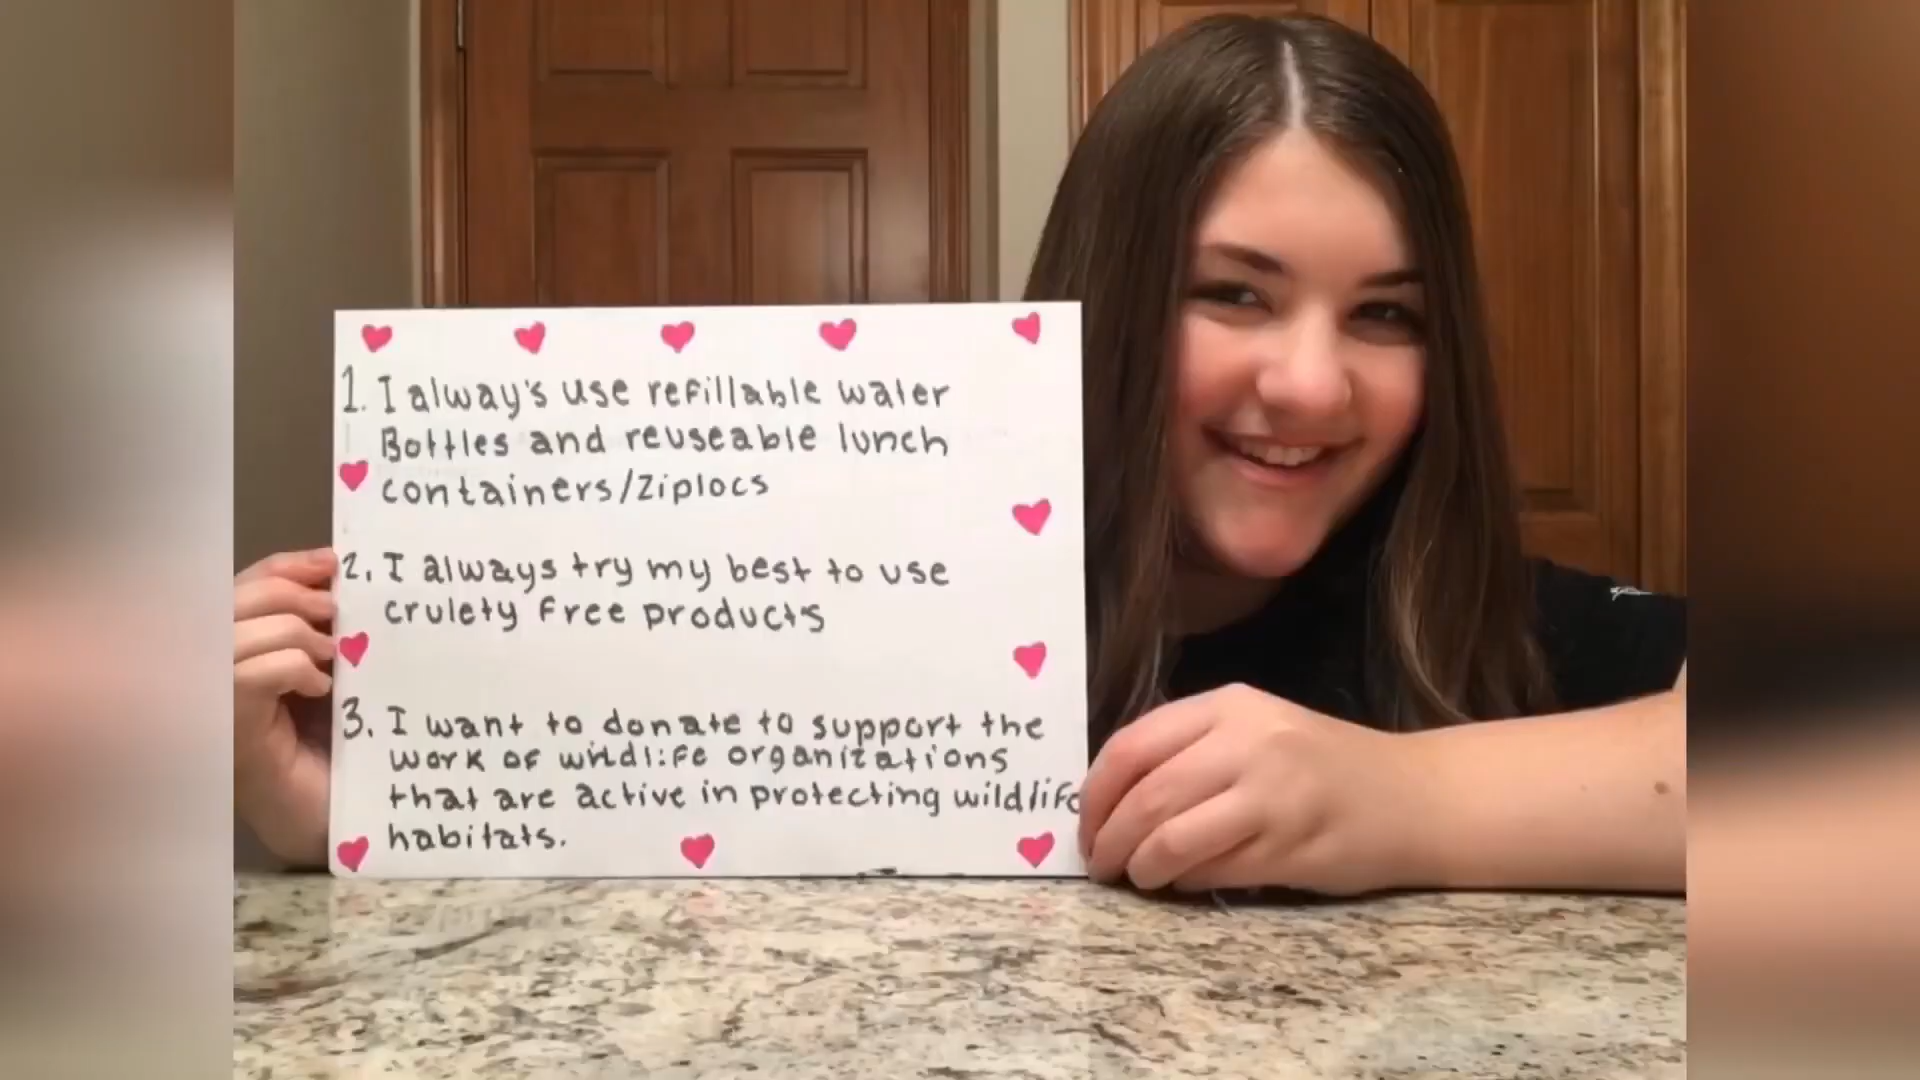 1. I alway's use refillable water
Bottles and reuseable lunch
containers/Ziplocs
2. I always try my best to use
crulety free products
3. I want to donate to support the
work of wildlife organizations
that are active in protecting wildlife
habitats.